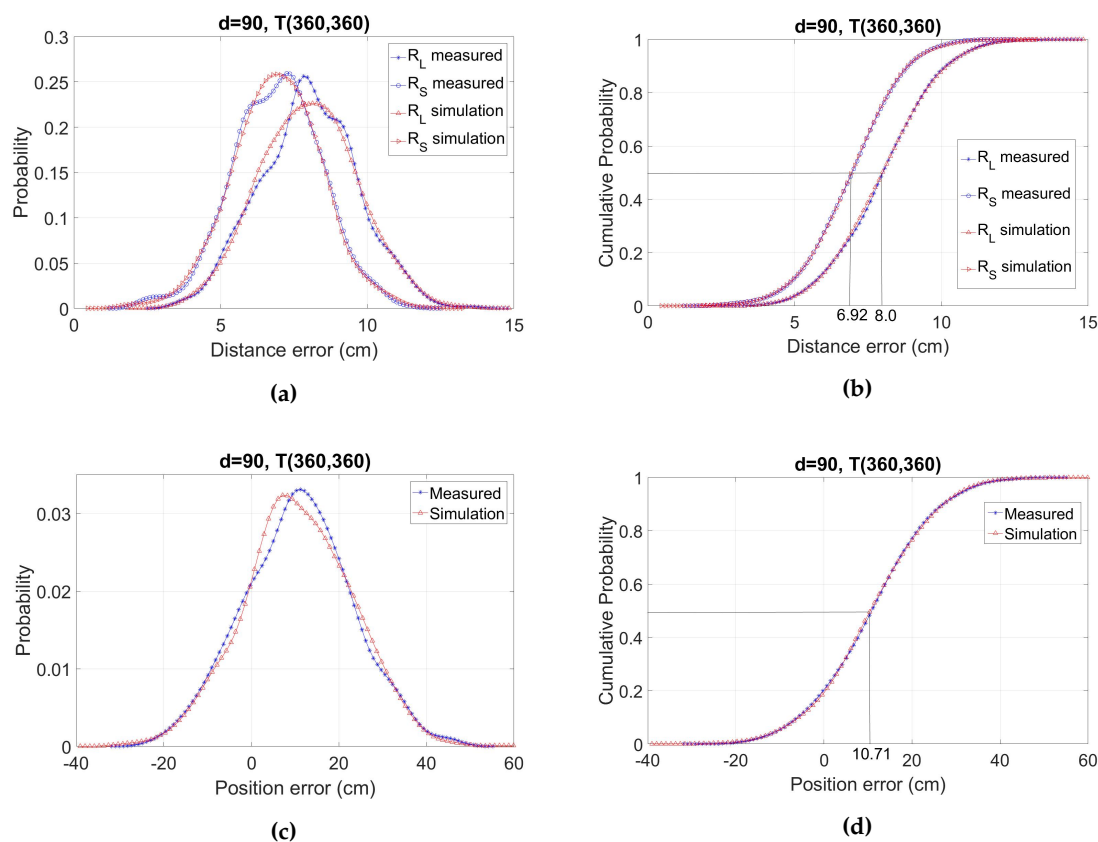 d=90, T(360,360)
0.3
0.25
0.2
0.15
0.1
0.05
0
0
5
10
15
Probability
Distance error (cm)
R_L measured
R_S measured
R_L simulation
R_S simulation
(a)
d=90, T(360,360)
1
0.8
0.6
0.4
0.2
0
0
5
10
15
6.92
8.0
Cumulative Probability
Distance error (cm)
R_L measured
R_S measured
R_L simulation
R_S simulation
(b)
d=90, T(360,360)
0.03
0.02
0.01
0
-40
-20
0
20
40
60
Probability
Position error (cm)
Measured
Simulation
(c)
d=90, T(360,360)
1
0.8
0.6
0.4
0.2
0
-40
-20
0
20
40
60
10.71
Cumulative Probability
Position error (cm)
Measured
Simulation
(d)